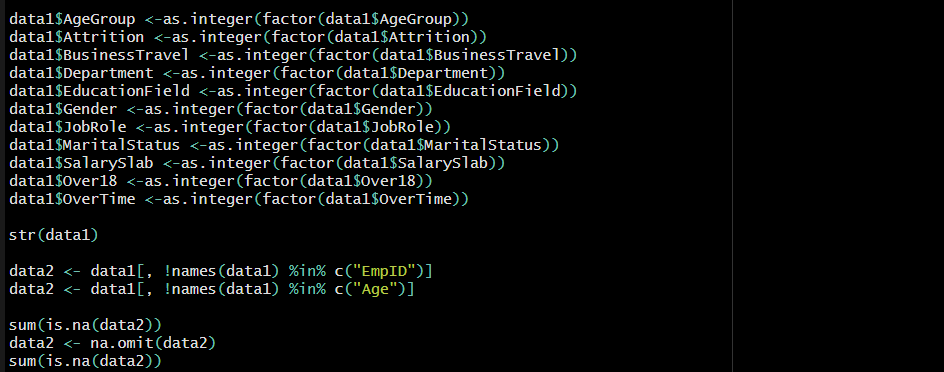 data1$AgeGroup <-as.integer(factor(data1$AgeGroup))
data1$Attrition <-as.integer(factor(data1$Attrition))
data1$BusinessTravel <-as.integer(factor(data1$BusinessTravel))
data1$Department <-as.integer(factor(data1$Department))
data1$EducationField <-as.integer(factor(data1$EducationField))
data1$Gender <-as.integer(factor(data1$Gender))
data1$JobRole <-as.integer(factor(data1$JobRole))
data1$MaritalStatus <-as.integer(factor(data1$MaritalStatus))
data1$SalarySlab <-as.integer(factor(data1$SalarySlab))
data1$Over18 <-as.integer(factor(data1$Over18))
data1$OverTime <-as.integer(factor(data1$OverTime))
str(data1)
data2 <- data1[, !names(data1) %in% c("EmpID")]
data2 <- data1[, !names(data1) %in% c("Age")]
sum(is.na(data2))
data2 <- na.omit(data2)
sum(is.na(data2))